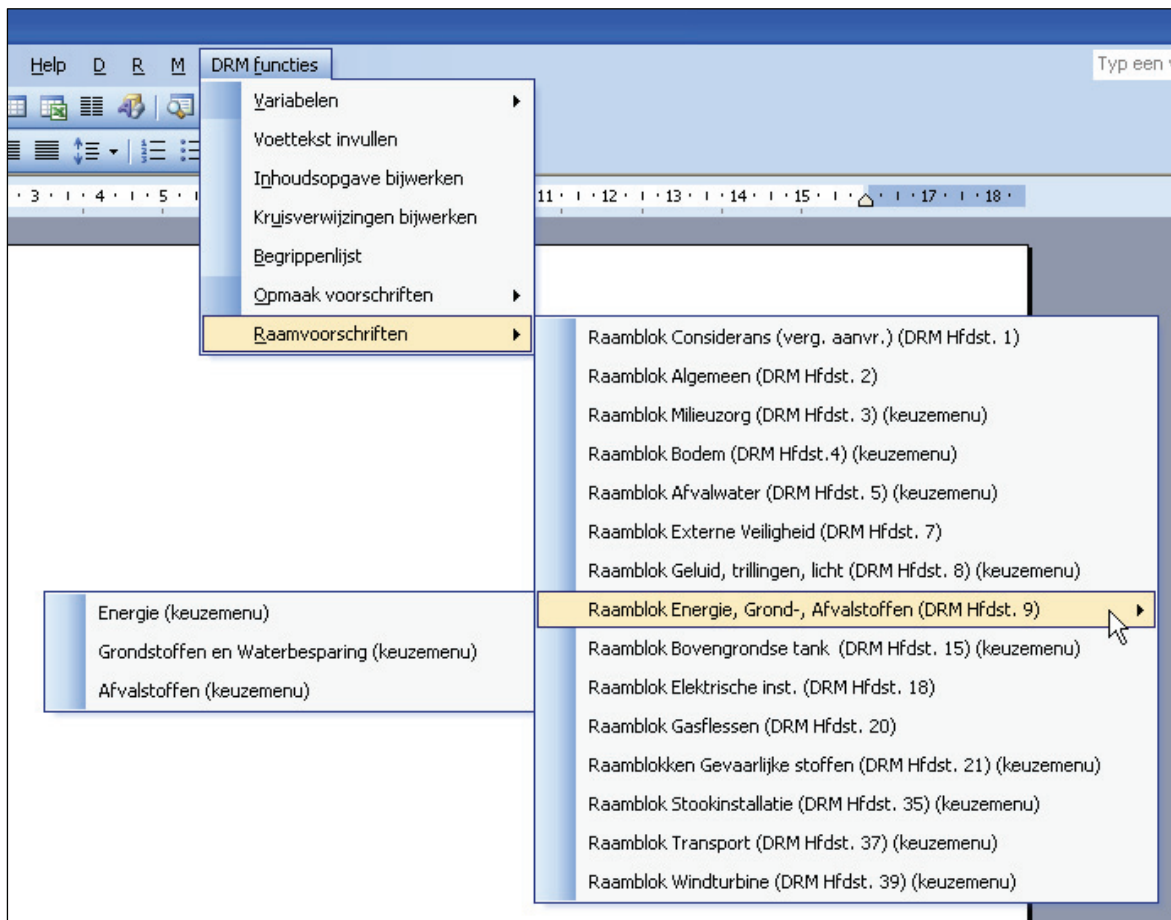 Help D R M DRM functies
Typ een
Variabelen
Voettekst invullen
Inhoudsopgave bijwerken
3 4 5 11 12 13 14 15 17 18
Kruisverwijzingen bijwerken
Begrippenlijst
Opmaak voorschriften
Raamvoorschriften
Raamblok Considerans (verg. aanvr.) (DRM Hfdst. 1)
Raamblok Algemeen (DRM Hfdst. 2)
Raamblok Milieuzorg (DRM Hfdst. 3) (keuzemenu)
Raamblok Bodem (DRM Hfdst.4) (keuzemenu)
Raamblok Afvalwater (DRM Hfdst. 5) (keuzemenu)
Raamblok Externe Veiligheid (DRM Hfdst. 7)
Raamblok Geluid, trillingen, licht (DRM Hfdst. 8) (keuzemenu)
Raamblok Energie, Grond-, Afvalstoffen (DRM Hfdst. 9)
Energie (keuzemenu)
Grondstoffen en Waterbesparing (keuzemenu)
Afvalstoffen (keuzemenu)
Raamblok Bovengrondse tank (DRM Hfdst. 15) (keuzemenu)
Raamblok Elektrische inst. (DRM Hfdst. 18)
Raamblok Gasflessen (DRM Hfdst. 20)
Raamblokken Gevaarlijke stoffen (DRM Hfdst. 21) (keuzemenu)
Raamblok Stookinstallatie (DRM Hfdst. 35) (keuzemenu)
Raamblok Transport (DRM Hfdst. 37) (keuzemenu)
Raamblok Windturbine (DRM Hfdst. 39) (keuzemenu)